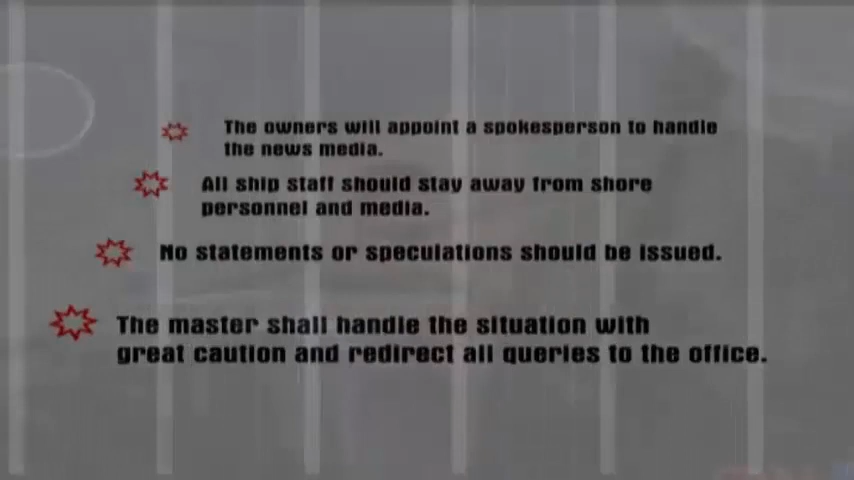 The owners will appoint a spokesperson to handle
the news media.
All ship staff should stay away from shore
personnel and media.
No statements or speculations should be issued.
The master shall handle the situation with
great caution and redirect all queries to the office.